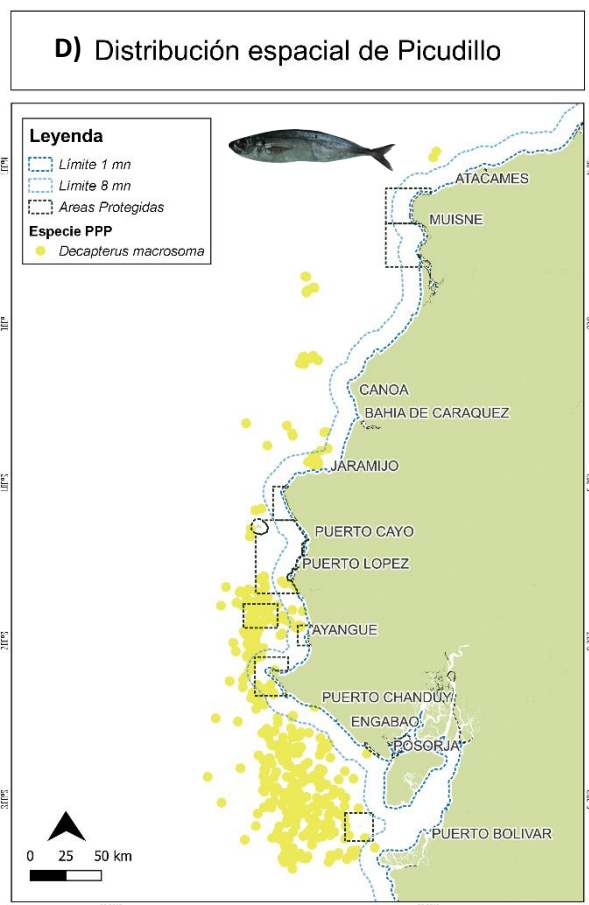 D) Distribución espacial de Picudillo
Leyenda
Límite 1 mn
Límite 8 mn
Areas Protegidas
Especie PPP
Decapterus macrosoma
ATACAMES
MUISNE
CANOA
BAHIA DE CARAQUEZ
JARAMIJO
PUERTO CAYO
PUERTO LOPEZ
AYANGUE
PUERTO CHANDUY
ENGABAO
POSORJA
PUERTO BOLIVAR
0 25 50 km